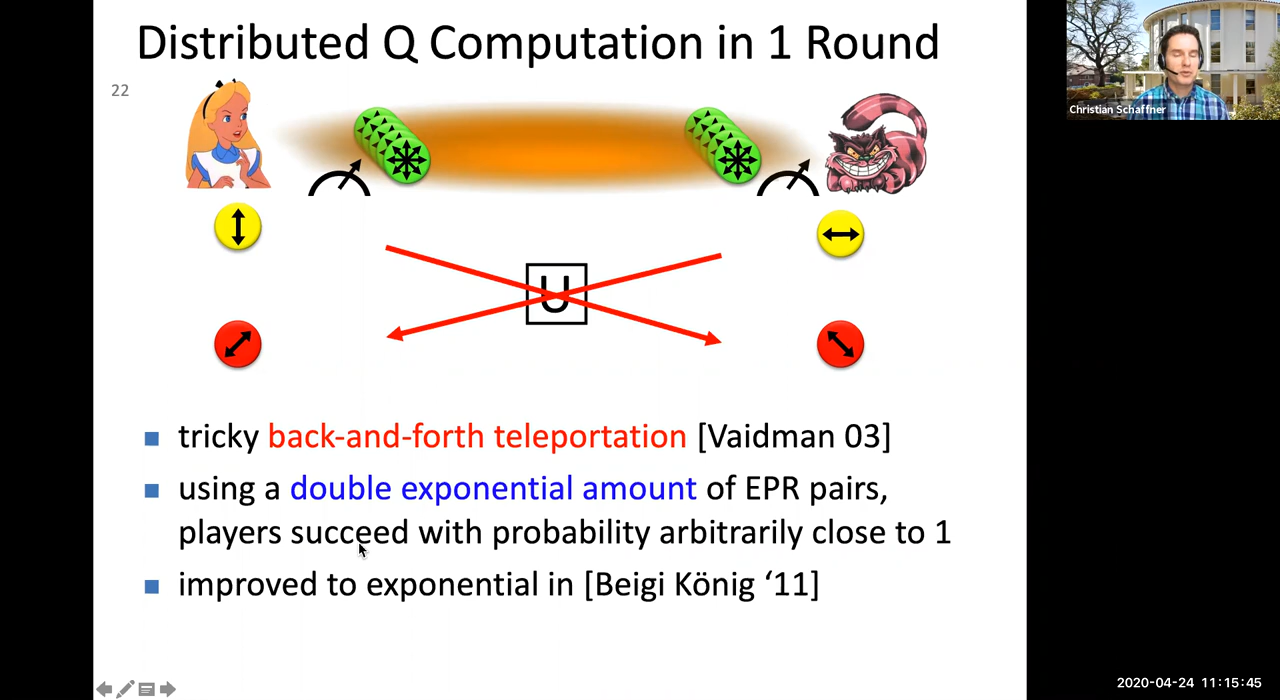 Distributed Q Computation in 1 Round
22
Christian Schaffner
U
tricky back-and-forth teleportation [Vaidman 03]
using a double exponential amount of EPR pairs,
players succeed with probability arbitrarily close to 1
improved to exponential in [Beigi König ‘11]
2020-04-24 11:15:45